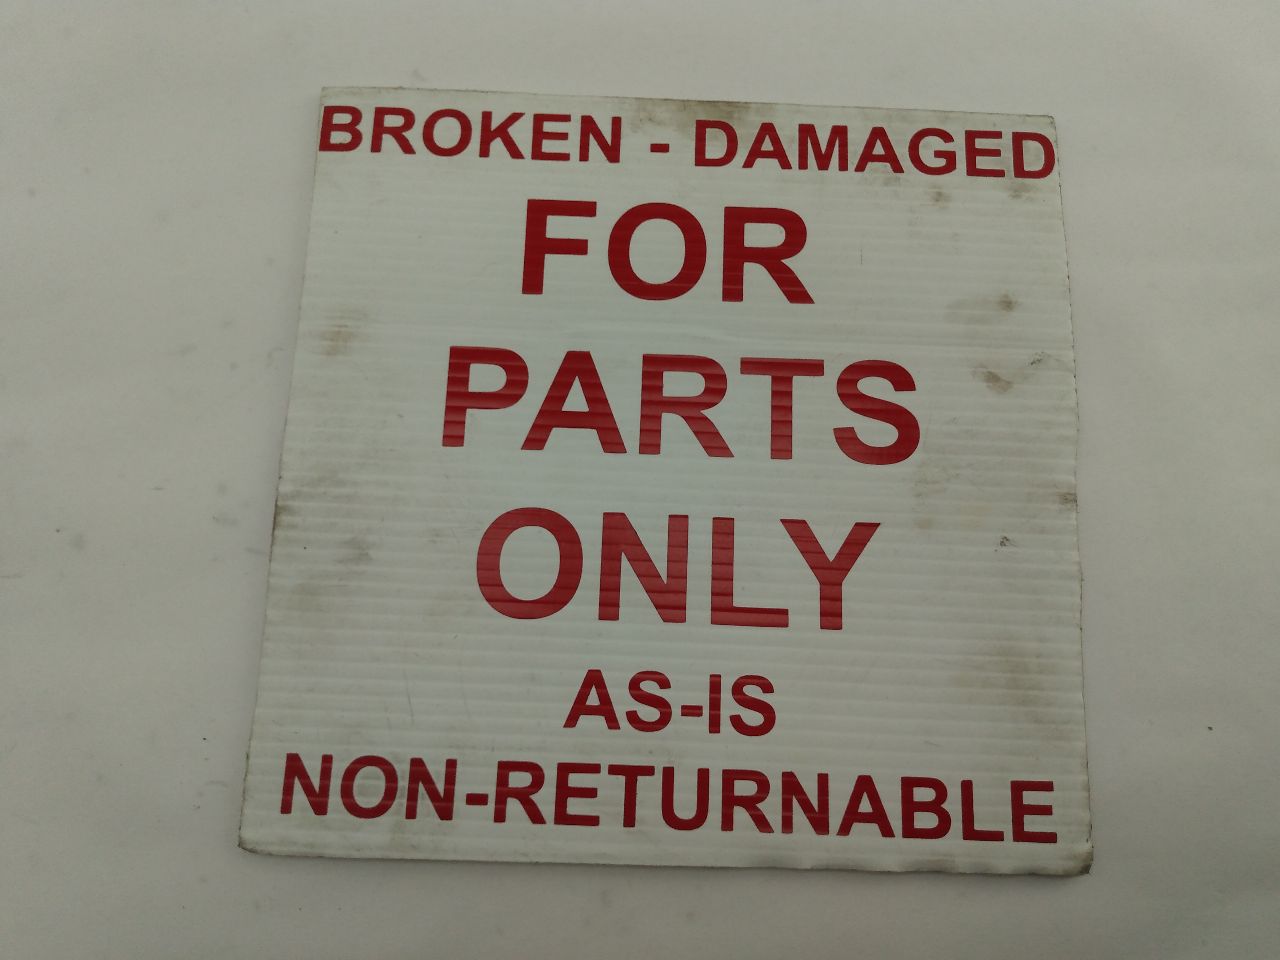 BROKEN - DAMAGED
FOR
PARTS
ONLY
AS-IS
NON-RETURNABLE